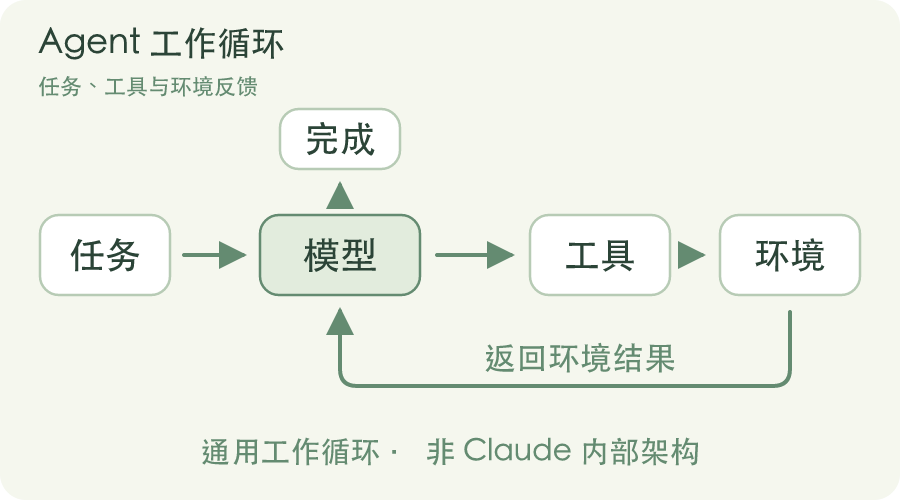 Agent 工作循环
任务、工具与环境反馈
完成
任务
模型
工具
环境
返回环境结果
通用工作循环 · 非 Claude 内部架构